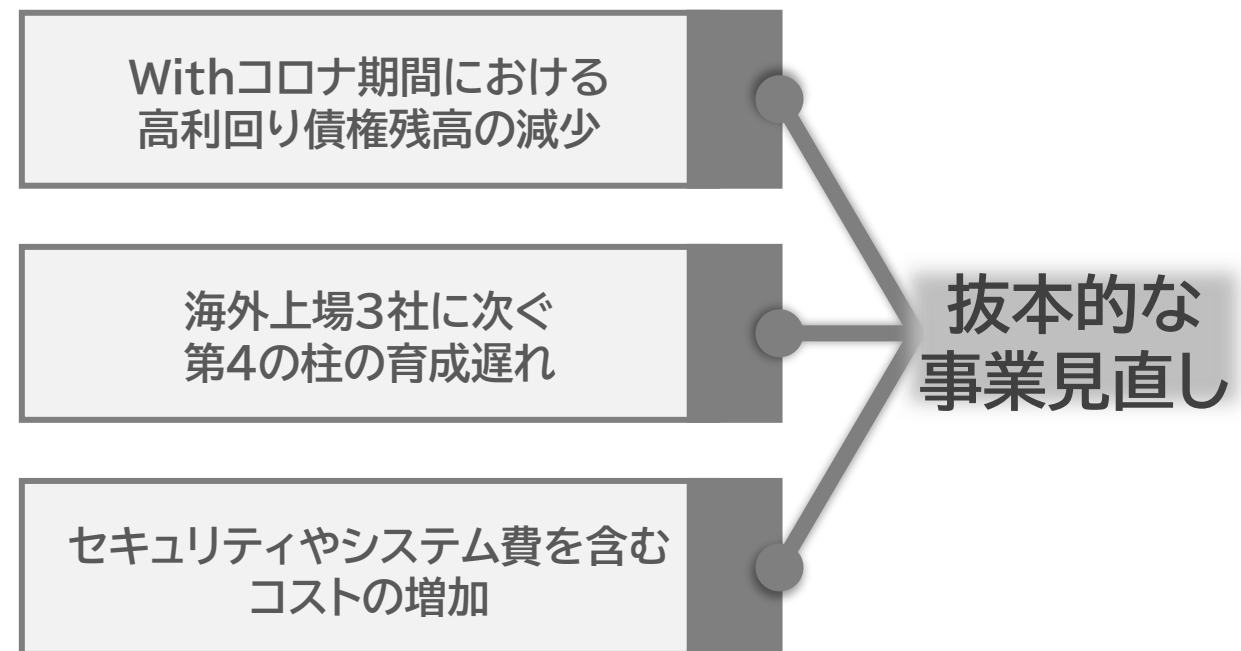 Withコロナ期間における
高利回り債権残高の減少
海外上場3社に次ぐ
第4の柱の育成遅れ
セキュリティやシステム費を含む
コストの増加
抜本的な
事業見直し